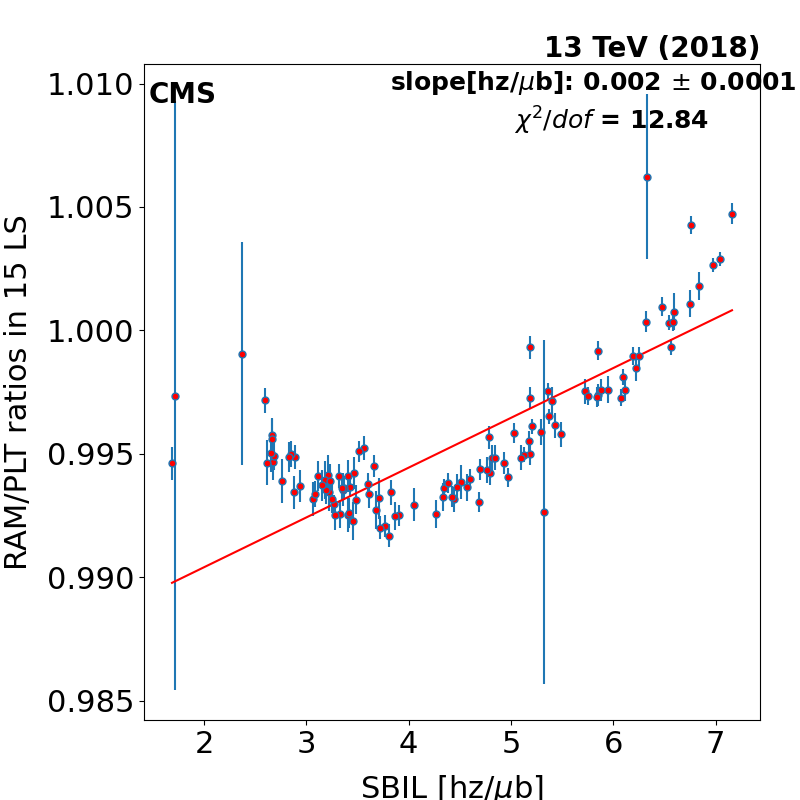 13 TeV (2018)
CMS
slope[hz/μb]: 0.002 ± 0.0001
χ²/dof = 12.84
RAM/PLT ratios in 15 LS
1.010
1.005
1.000
0.995
0.990
0.985
2 3 4 5 6 7
SBIL [hz/μb]